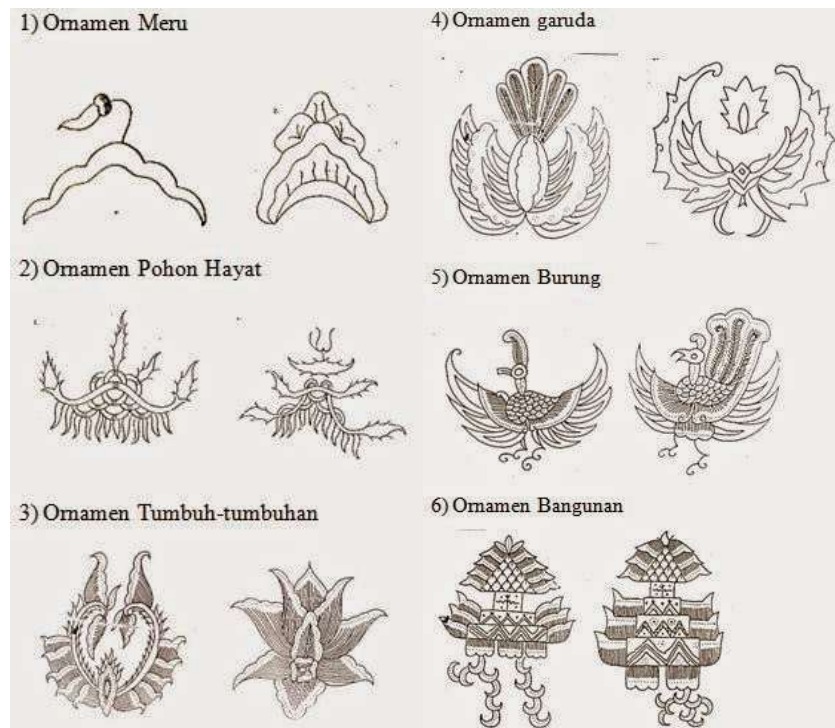 1) Ornamen Meru
2) Ornamen Pohon Hayat
3) Ornamen Tumbuh-tumbuhan
4) Ornamen garuda
5) Ornamen Burung
6) Ornamen Bangunan